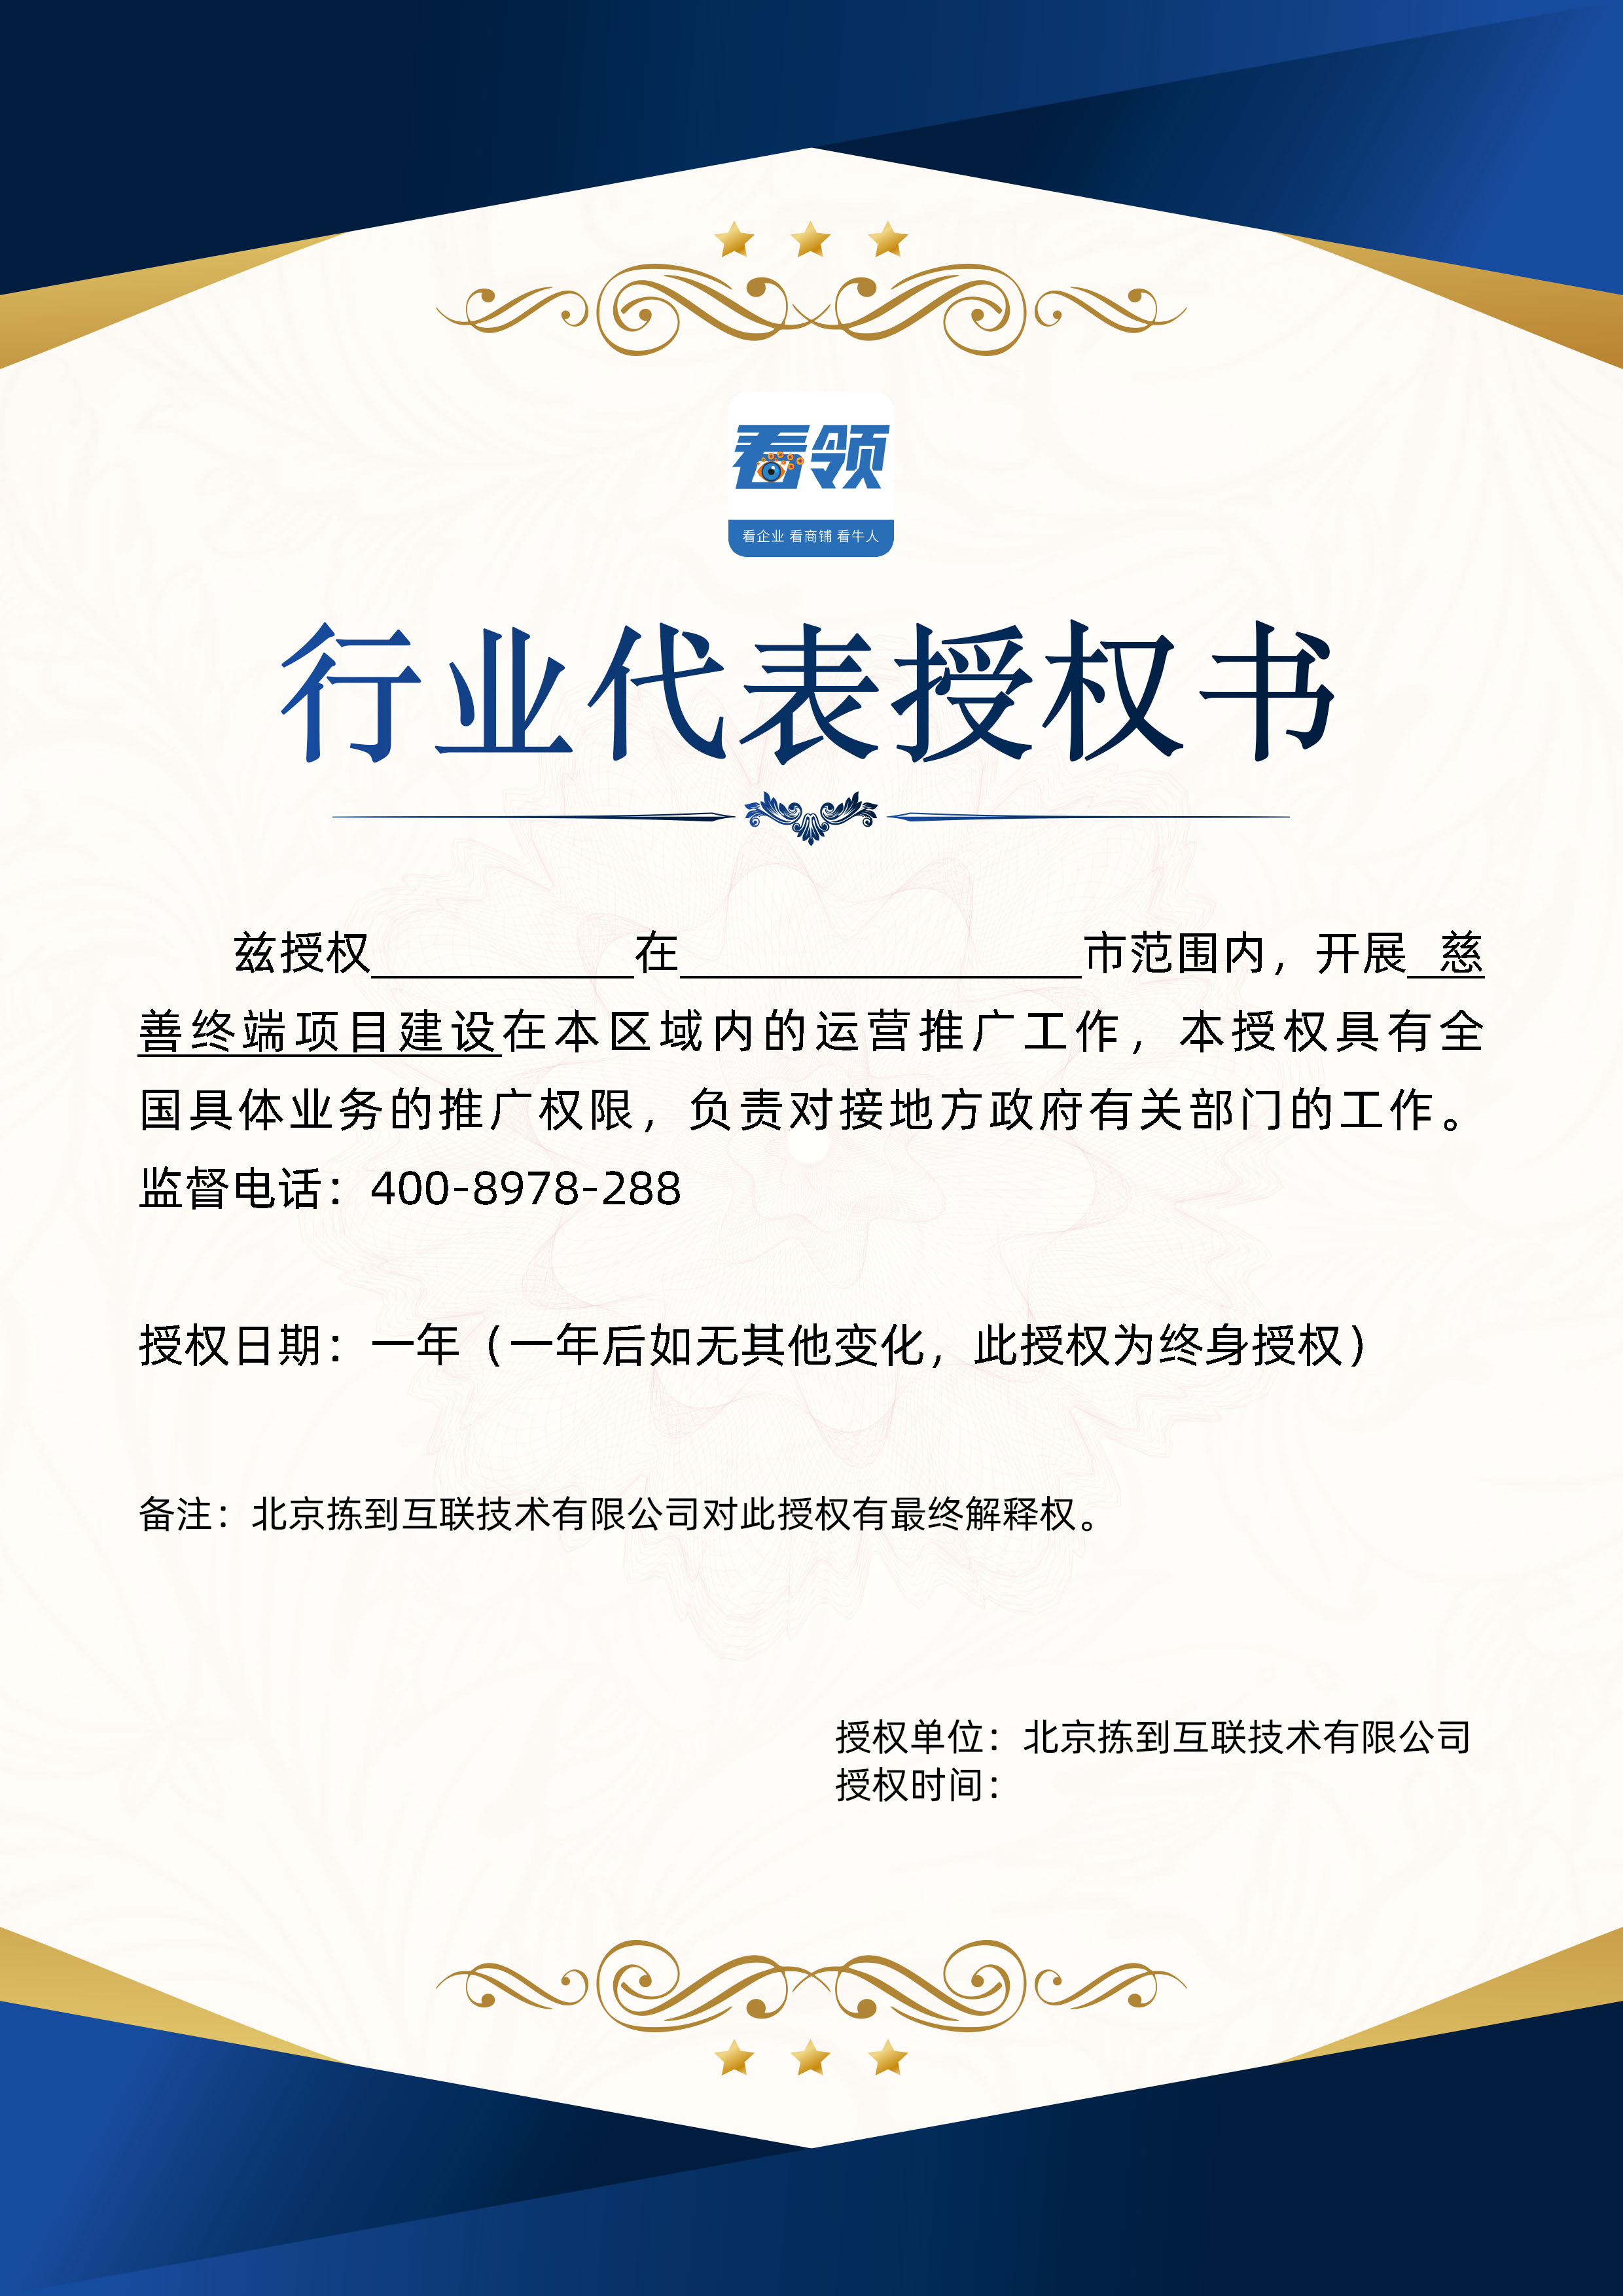 看领
看企业 看商铺 看牛人
行业代表授权书
兹授权__________在_______________市范围内，开展_慈
善终端项目建设在本区域内的运营推广工作，本授权具有全
国具体业务的推广权限，负责对接地方政府有关部门的工作。
监督电话：400-8978-288
授权日期：一年（一年后如无其他变化，此授权为终身授权）
备注：北京拣到互联技术有限公司对此授权有最终解释权。
授权单位：北京拣到互联技术有限公司
授权时间：